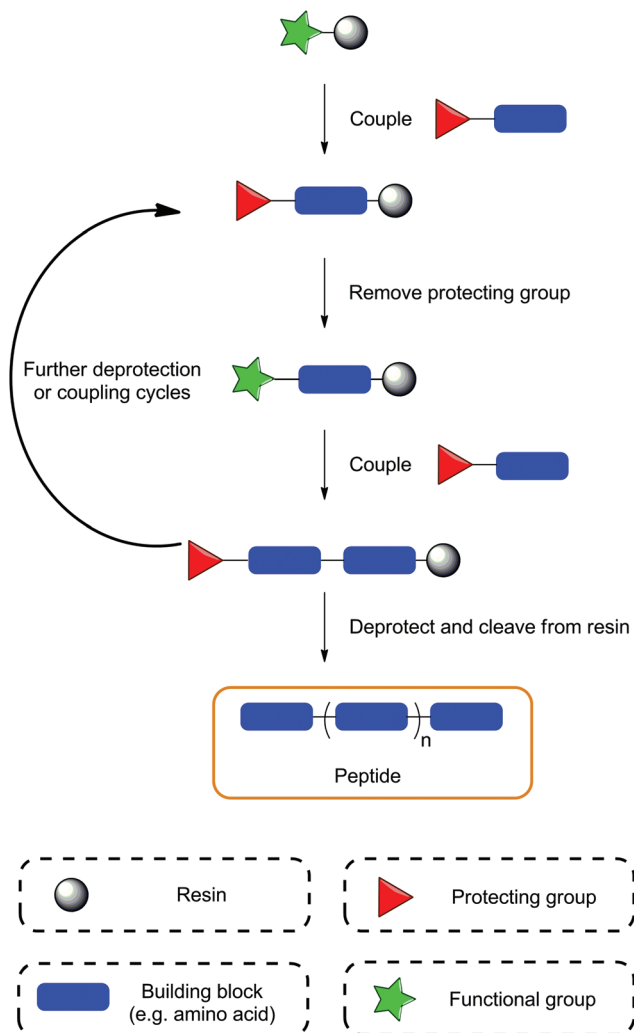 Couple
Remove protecting group
Further deprotection
or coupling cycles
Couple
Deprotect and cleave from resin
n
Peptide
Resin
Protecting group
Building block
(e.g. amino acid)
Functional group